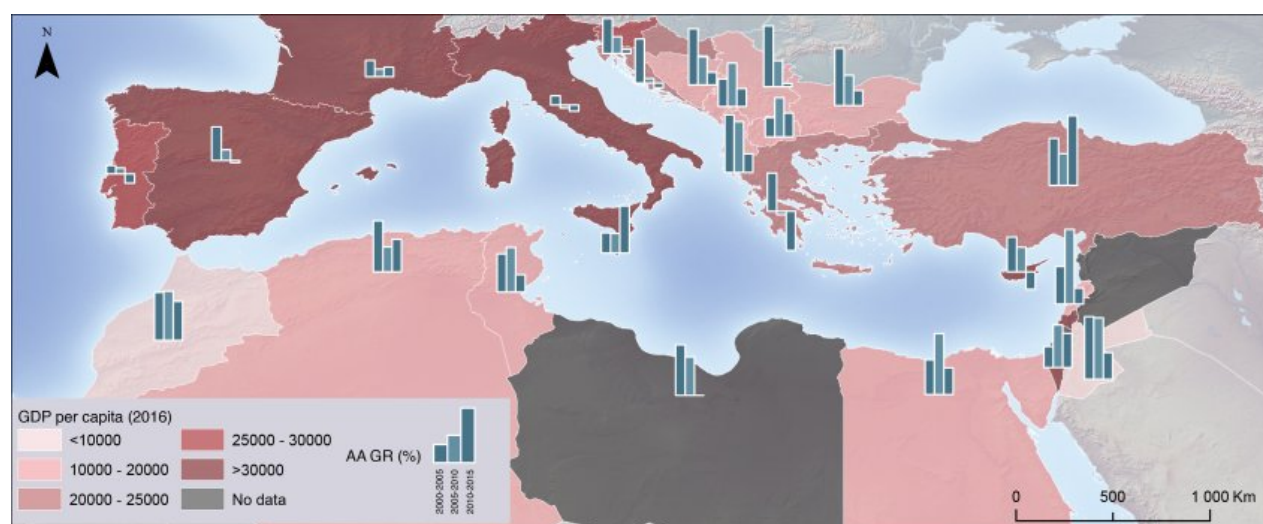 N
GDP per capita (2016)
<10000
10000 - 20000
20000 - 25000
25000 - 30000
>30000
No data
AA GR (%)
2000-2005
2005-2010
2010-2015
0 500 1 000 Km